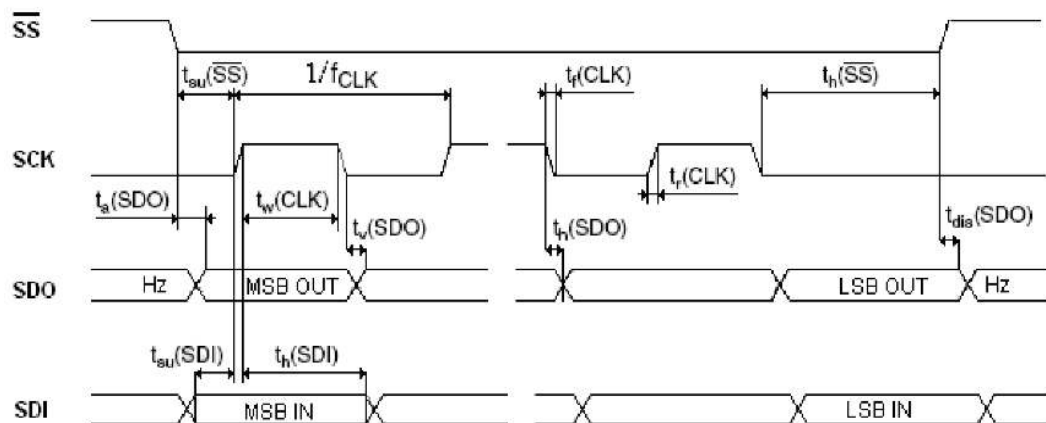 SS
tsu(SS) 1/fCLK tf(CLK) th(SS)
SCK
ta(SDO) tw(CLK) tv(SDO) th(SDO) tr(CLK) tdis(SDO)
SDO Hz MSB OUT LSB OUT Hz
tsu(SDI) th(SDI)
SDI MSB IN LSB IN